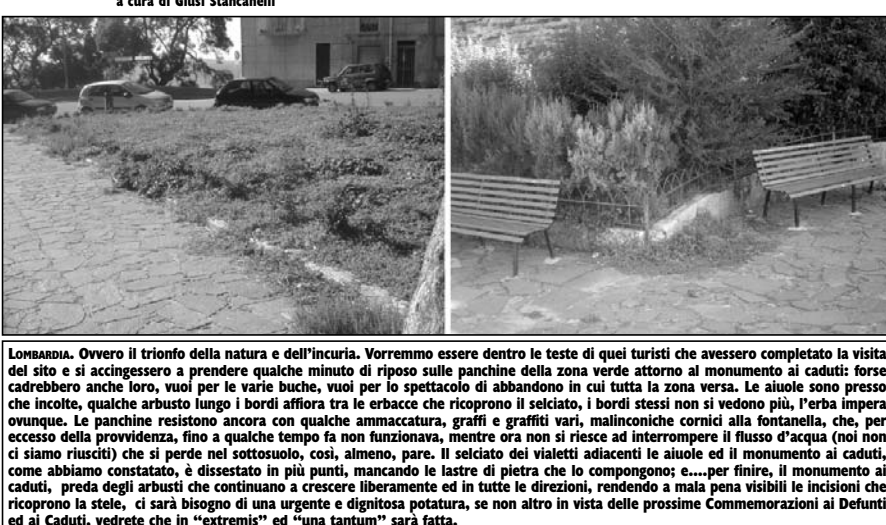 a cura di Giusi Stancanelli
LOMBARDIA. Ovvero il trionfo della natura e dell’incuria. Vorremmo essere dentro le teste di quei turisti che avessero completato la visita
del sito e si accingessero a prendere qualche minuto di riposo sulle panchine della zona verde attorno al monumento ai caduti: forse
cadrebbero anche loro, vuoi per le varie buche, vuoi per lo spettacolo di abbandono in cui tutta la zona versa. Le aiuole sono presso
che incolte, qualche arbusto lungo i bordi affiora tra le erbacce che ricoprono il selciato, i bordi stessi non si vedono più, l’erba impera
ovunque. Le panchine resistono ancora con qualche ammaccatura, graffi e graffiti vari, malinconiche cornici alla fontanella, che, per
eccesso della provvidenza, fino a qualche tempo fa non funzionava, mentre ora non si riesce ad interrompere il flusso d’acqua (noi non
ci siamo riusciti) che si perde nel sottosuolo, così, almeno, pare. Il selciato dei vialetti adiacenti le aiuole ed il monumento ai caduti,
come abbiamo constatato, è dissestato in più punti, mancando le lastre di pietra che lo compongono; e....per finire, il monumento ai
caduti, preda degli arbusti che continuano a crescere liberamente ed in tutte le direzioni, rendendo a mala pena visibili le incisioni che
ricoprono la stele, ci sarà bisogno di una urgente e dignitosa potatura, se non altro in vista delle prossime Commemorazioni ai Defunti
ed ai Caduti, vedrete che in “extremis” ed “una tantum” sarà fatta.